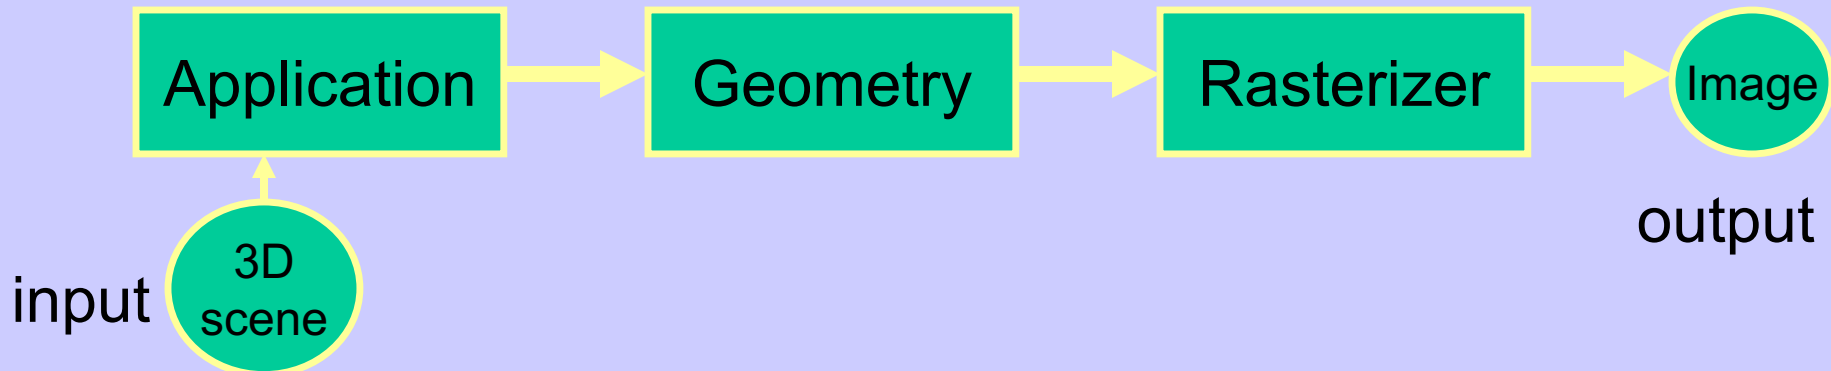 Application
Geometry
Rasterizer
Image
output
input
3D
scene